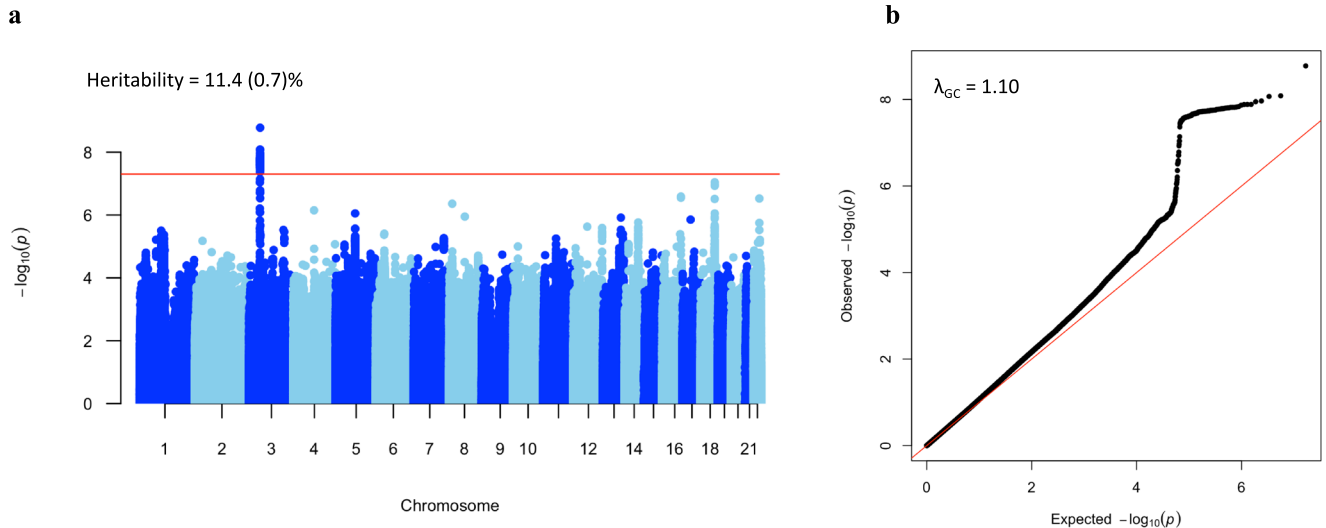 a
Heritability = 11.4 (0.7)%
8
6
4
2
0
−log10(p)
1 2 3 4 5 6 7 8 9 10 12 14 16 18 21
Chromosome
b
λGC = 1.10
8
6
4
2
0
Observed −log10(p)
0 2 4 6
Expected −log10(p)